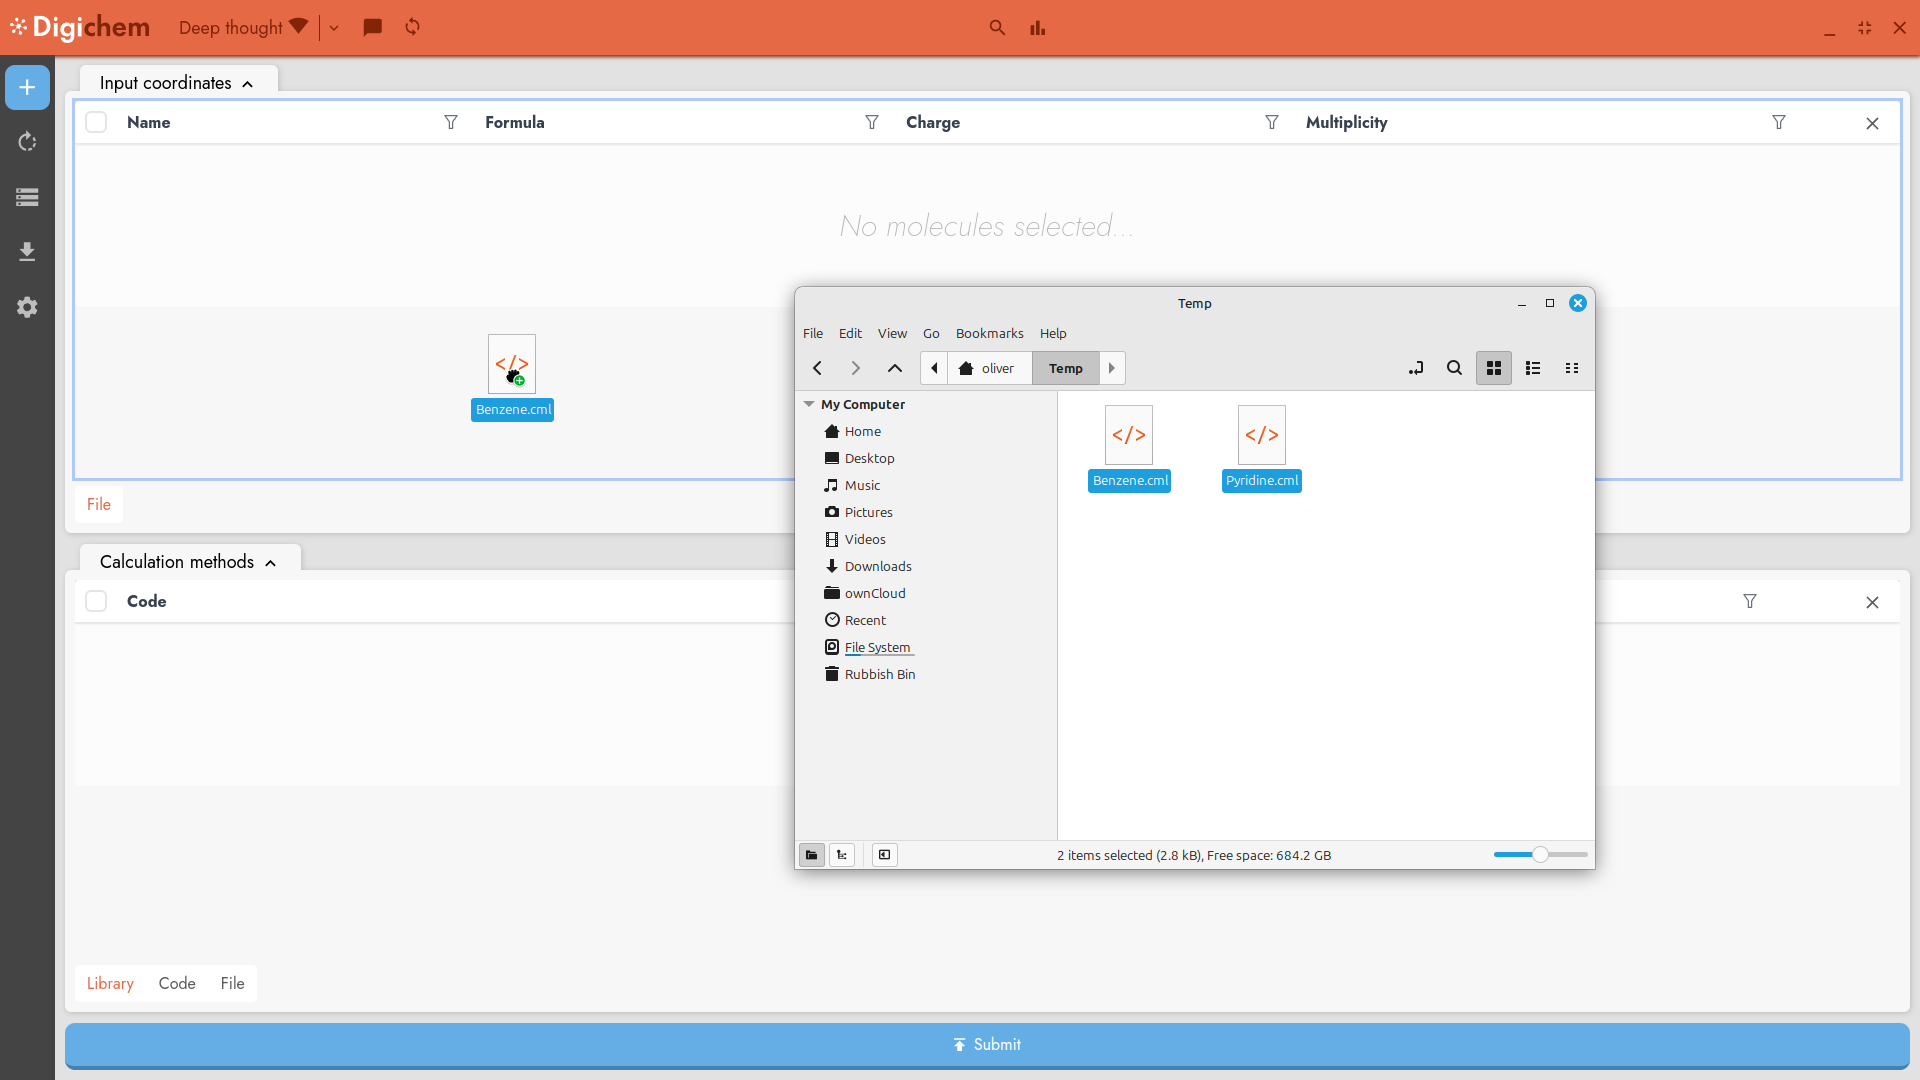 Digichem Deep thought
Input coordinates
Name Formula Charge Multiplicity
No molecules selected...
Benzene.cml
File
Calculation methods
Code
Library Code File
Submit
Temp
File Edit View Go Bookmarks Help
oliver Temp
My Computer
Home
Desktop
Music
Pictures
Videos
Downloads
ownCloud
Recent
File System
Rubbish Bin
</> </>
Benzene.cml Pyridine.cml
2 items selected (2.8 kB), Free space: 684.2 GB